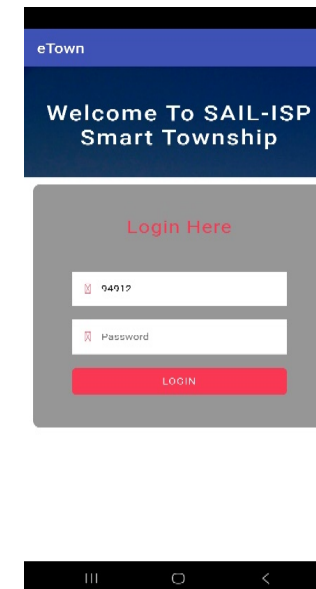 eTown
Welcome To SAIL-ISP
Smart Township
Login Here
94912
Password
LOGIN